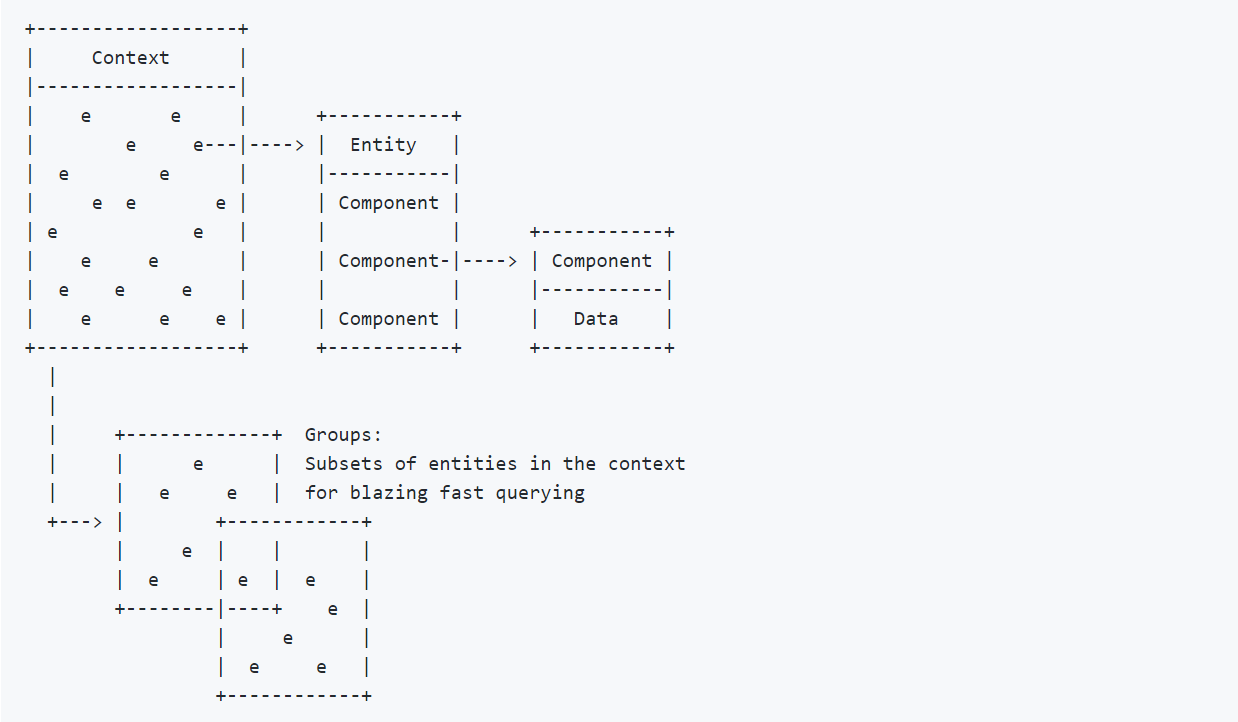 +------------------+
|     Context      |
|------------------|
|    e       e     |      +-----------+
|        e     e---|----> |  Entity   |
|  e        e      |      |-----------|
|     e  e       e |      | Component |
| e            e   |      |           |      +-----------+
|    e     e       |      | Component-|----> | Component |
|  e    e     e    |      |           |      |-----------|
|    e      e    e |      | Component |      |   Data    |
+------------------+      +-----------+      +-----------+
  |
  |
  |     +-------------+  Groups:
  |     |      e      |  Subsets of entities in the context
  |     |   e     e   |  for blazing fast querying
  +---> |        +------------+
        |     e  |    |       |
        |  e     | e  |  e    |
        +--------|----+    e  |
                 |     e      |
                 |  e     e   |
                 +------------+